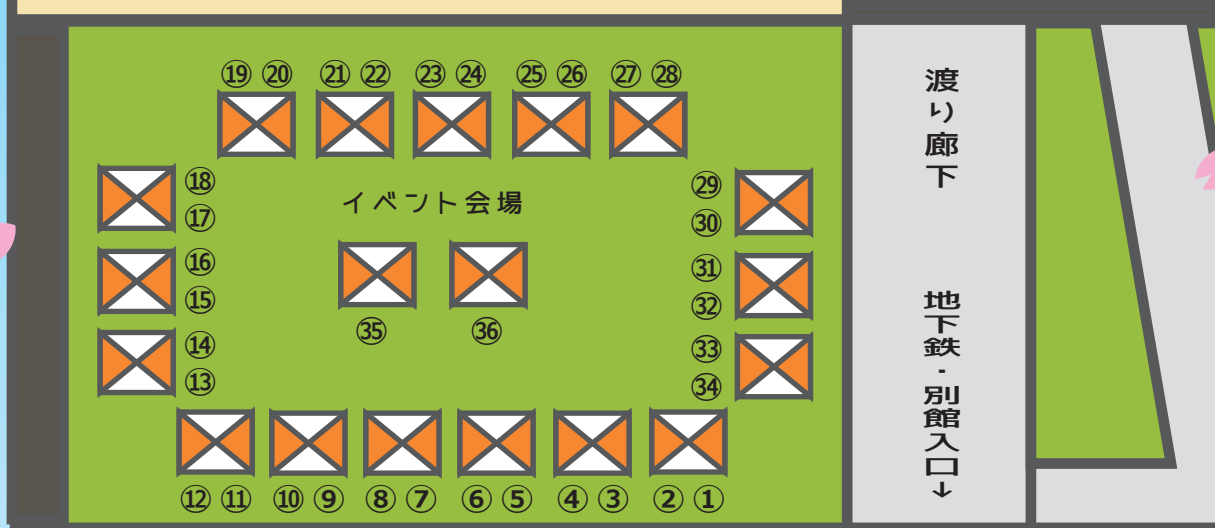 ⑲ ⑳ ㉑ ㉒ ㉓ ㉔ ㉕ ㉖ ㉗ ㉘
⑱
⑰
⑯
⑮
⑭
⑬
イベント会場
㉟ ㊱
㉙
㉚
㉛
㉜
㉝
㉞
⑫ ⑪ ⑩ ⑨ ⑧ ⑦ ⑥ ⑤ ④ ③ ② ①
渡り廊下
地下鉄・別館入口↓